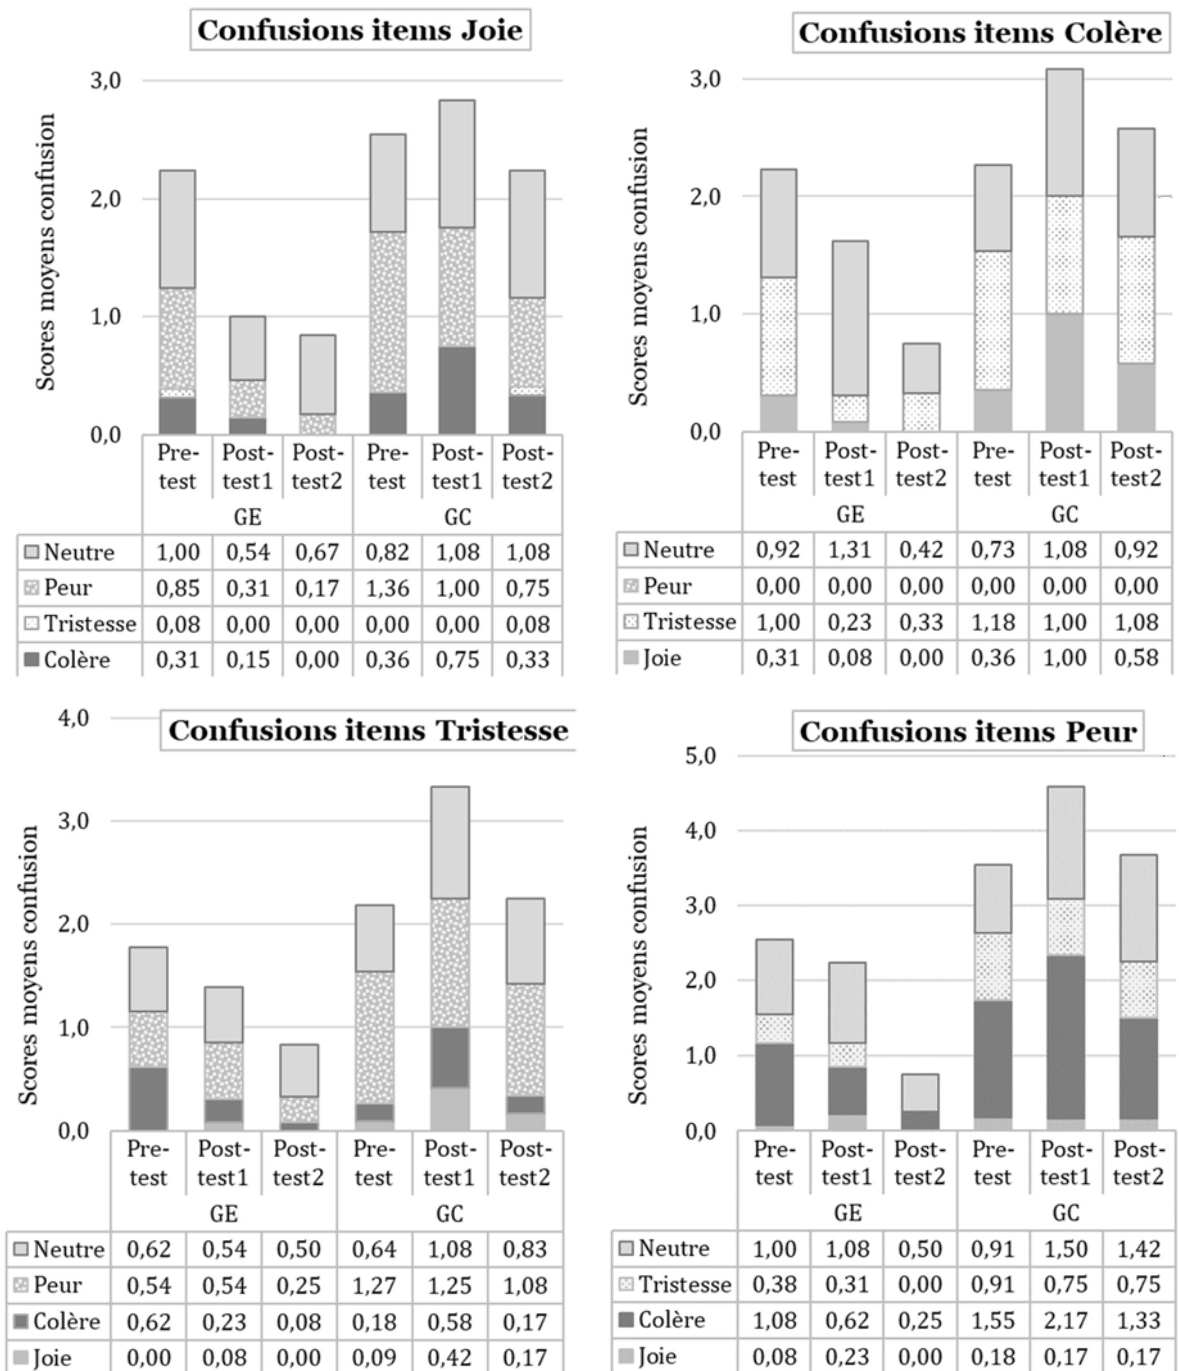 Confusions items Joie
Scores moyens confusion
3,0
2,0
1,0
0,0
Pre-test Post-test1 Post-test2 Pre-test Post-test1 Post-test2
GE GC
Neutre 1,00 0,54 0,67 0,82 1,08 1,08
Peur 0,85 0,31 0,17 1,36 1,00 0,75
Tristesse 0,08 0,00 0,00 0,00 0,00 0,08
Colère 0,31 0,15 0,00 0,36 0,75 0,33
Confusions items Colère
Scores moyens confusion
3,0
2,0
1,0
0,0
Pre-test Post-test1 Post-test2 Pre-test Post-test1 Post-test2
GE GC
Neutre 0,92 1,31 0,42 0,73 1,08 0,92
Peur 0,00 0,00 0,00 0,00 0,00 0,00
Tristesse 1,00 0,23 0,33 1,18 1,00 1,08
Joie 0,31 0,08 0,00 0,36 1,00 0,58
Confusions items Tristesse
Scores moyens confusion
4,0
3,0
2,0
1,0
0,0
Pre-test Post-test1 Post-test2 Pre-test Post-test1 Post-test2
GE GC
Neutre 0,62 0,54 0,50 0,64 1,08 0,83
Peur 0,54 0,54 0,25 1,27 1,25 1,08
Colère 0,62 0,23 0,08 0,18 0,58 0,17
Joie 0,00 0,08 0,00 0,09 0,42 0,17
Confusions items Peur
Scores moyens confusion
5,0
4,0
3,0
2,0
1,0
0,0
Pre-test Post-test1 Post-test2 Pre-test Post-test1 Post-test2
GE GC
Neutre 1,00 1,08 0,50 0,91 1,50 1,42
Tristesse 0,38 0,31 0,00 0,91 0,75 0,75
Colère 1,08 0,62 0,25 1,55 2,17 1,33
Joie 0,08 0,23 0,00 0,18 0,17 0,17